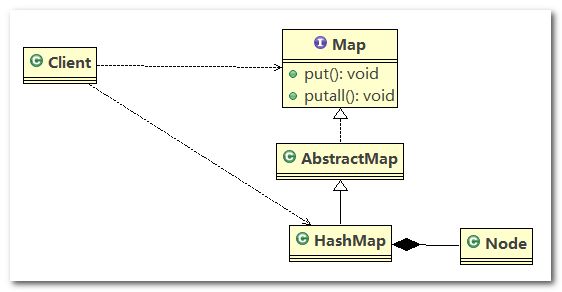 Client
Map
put(): void
putall(): void
AbstractMap
HashMap
Node